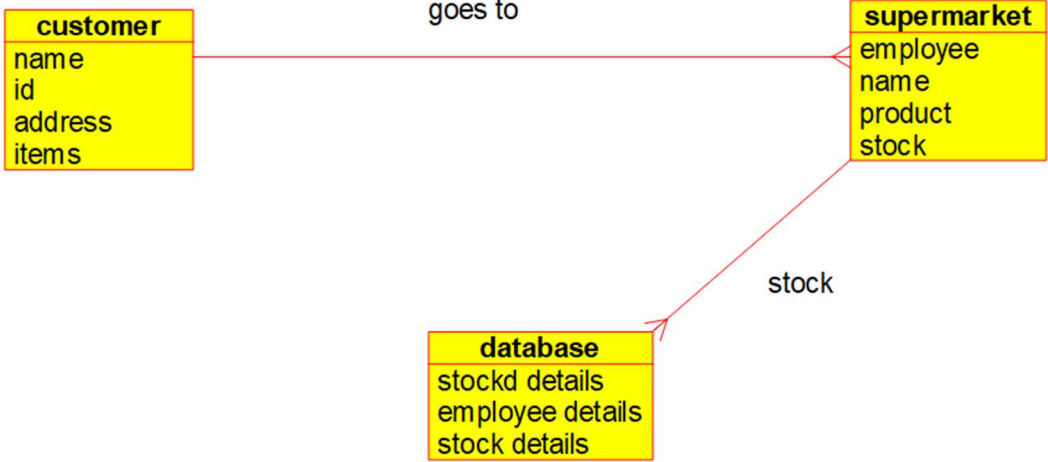 goes to
customer
name
id
address
items
supermarket
employee
name
product
stock
stock
database
stockd details
employee details
stock details